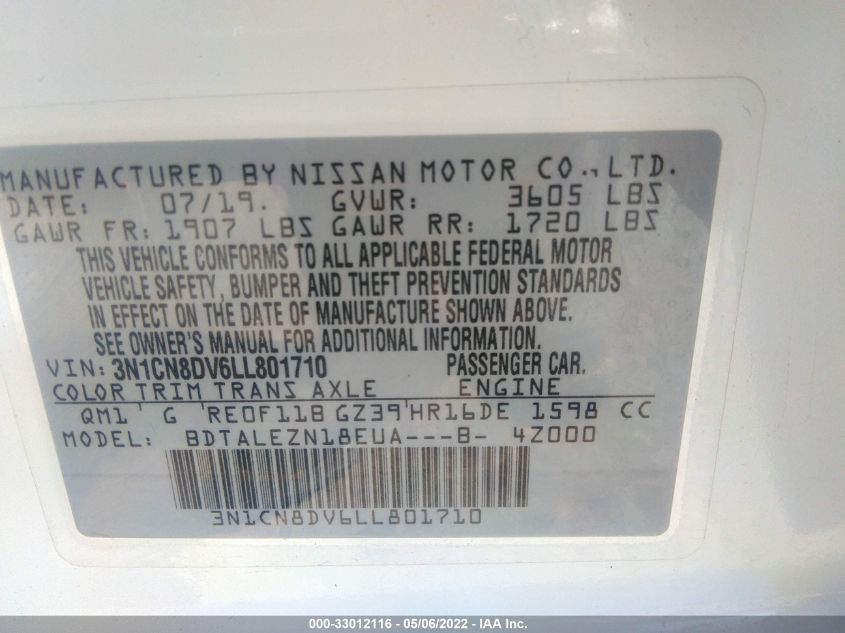 MANUFACTURED BY NISSAN MOTOR CO., LTD.
DATE: 07/19. GVWR: 3605 LBS
GAWR FR: 1907 LBS GAWR RR: 1720 LBS
THIS VEHICLE CONFORMS TO ALL APPLICABLE FEDERAL MOTOR
VEHICLE SAFETY, BUMPER AND THEFT PREVENTION STANDARDS
IN EFFECT ON THE DATE OF MANUFACTURE SHOWN ABOVE.
SEE OWNER'S MANUAL FOR ADDITIONAL INFORMATION.
VIN: 3N1CN8DV6LL801710 PASSENGER CAR.
COLOR TRIM TRANS AXLE ENGINE
QM1 G RE0F11B GZ39 HR16DE 1598 CC
MODEL: BDTALEZN18EUA---B- 4Z000
3N1CN8DV6LL801710
000-33012116 - 05/06/2022 - IAA Inc.